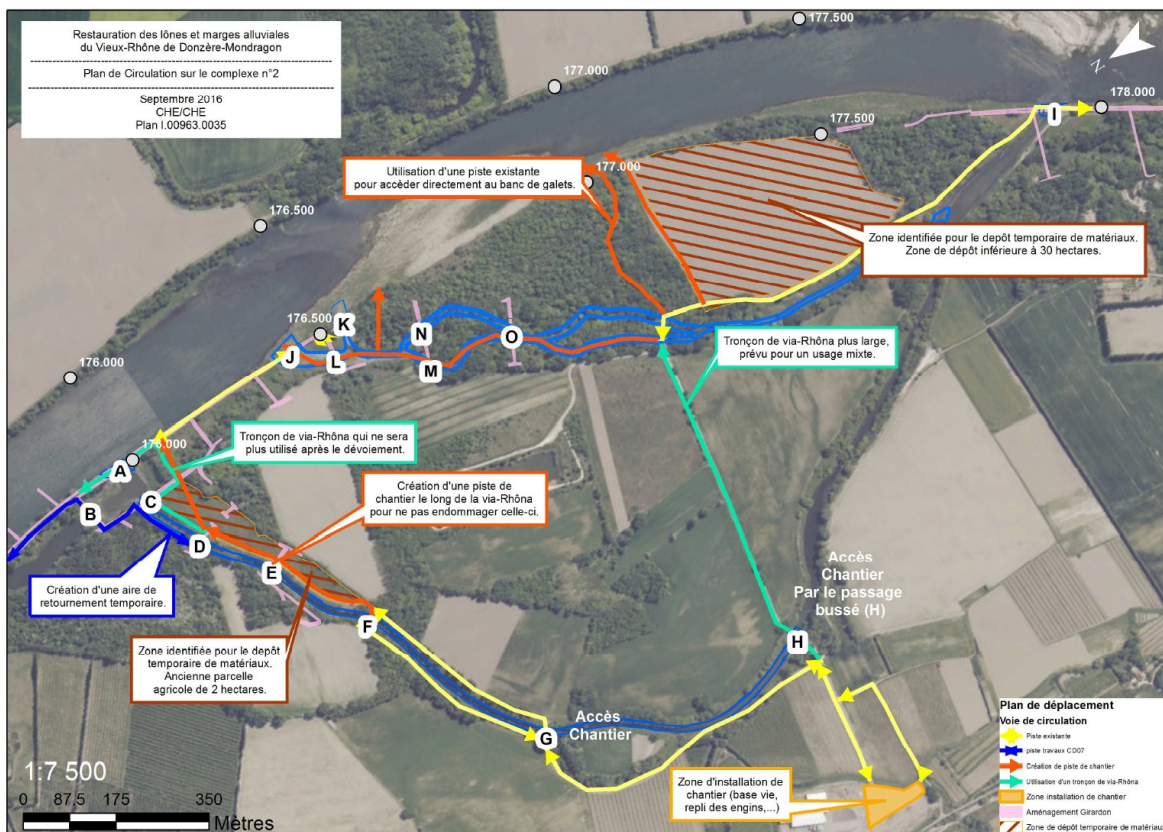 Restauration des lônes et marges alluviales
du Vieux-Rhône de Donzère-Mondragon
Plan de Circulation sur le complexe n°2
Septembre 2016
CHE/CHE
Plan I.00963.0035
177.500
N
177.000
178.000
I
177.500
Utilisation d'une piste existante
pour accèder directement au banc de galets.
177.000
176.500
Zone identifiée pour le depôt temporaire de matériaux.
Zone de dépôt inférieure à 30 hectares.
176.500
K
N
O
J
L
M
Tronçon de via-Rhôna plus large,
prévu pour un usage mixte.
176.000
Tronçon de via-Rhôna qui ne sera
plus utilisé après le dévoiement.
176.000
A
B
C
Création d'une piste de
chantier le long de la via-Rhôna
pour ne pas endommager celle-ci.
D
E
Création d'une aire de
retournement temporaire.
Accès
Chantier
Par le passage
bussé (H)
F
H
Zone identifiée pour le depôt
temporaire de matériaux.
Ancienne parcelle
agricole de 2 hectares.
Accès
Chantier
G
Zone d'installation de
chantier (base vie,
repli des engins,...)
Plan de déplacement
Voie de circulation
Piste existante
piste travaux CD07
Création de piste de chantier
Utilisation d'un tronçon de via-Rhôna
Zone installation de chantier
Aménagement Girardon
Zone de dépôt temporaire de matériau
1:7 500
0 87.5 175 350
Mètres